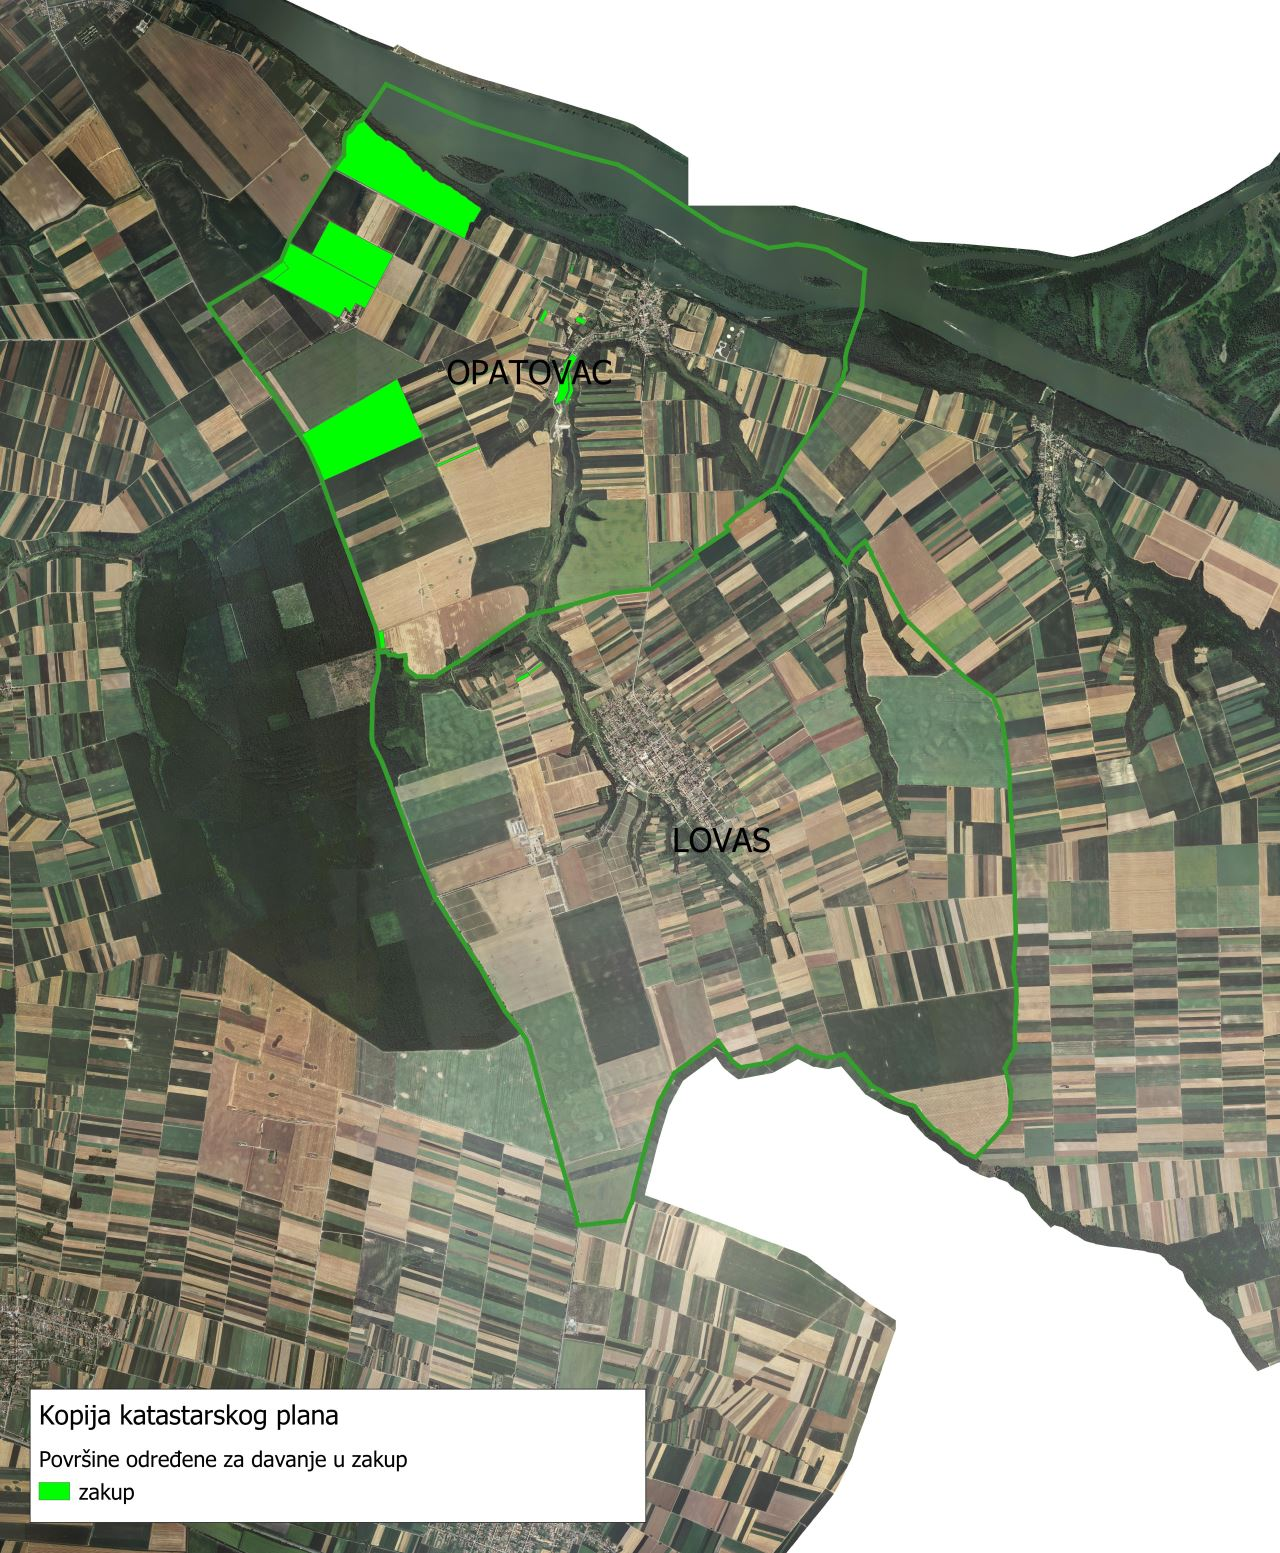 OPATOVAC
LOVAS
Kopija katastarskog plana
Površine određene za davanje u zakup
zakup